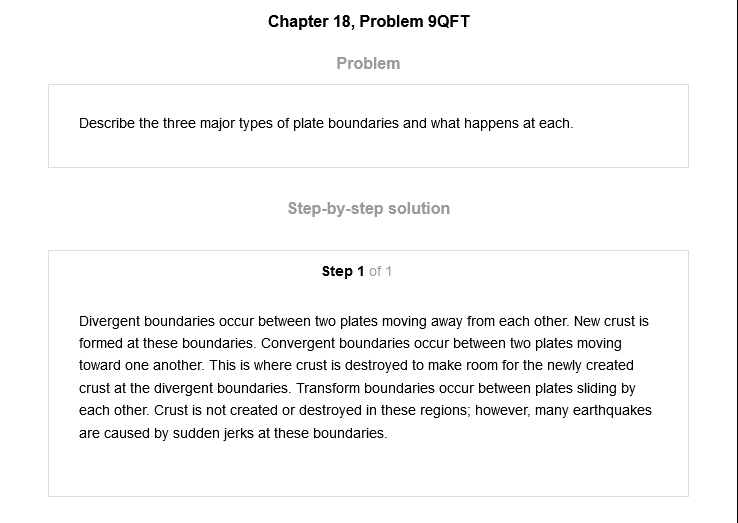 Chapter 18, Problem 9QFT
Problem
Describe the three major types of plate boundaries and what happens at each.
Step-by-step solution
Step 1 of 1
Divergent boundaries occur between two plates moving away from each other. New crust is
formed at these boundaries. Convergent boundaries occur between two plates moving
toward one another. This is where crust is destroyed to make room for the newly created
crust at the divergent boundaries. Transform boundaries occur between plates sliding by
each other. Crust is not created or destroyed in these regions; however, many earthquakes
are caused by sudden jerks at these boundaries.